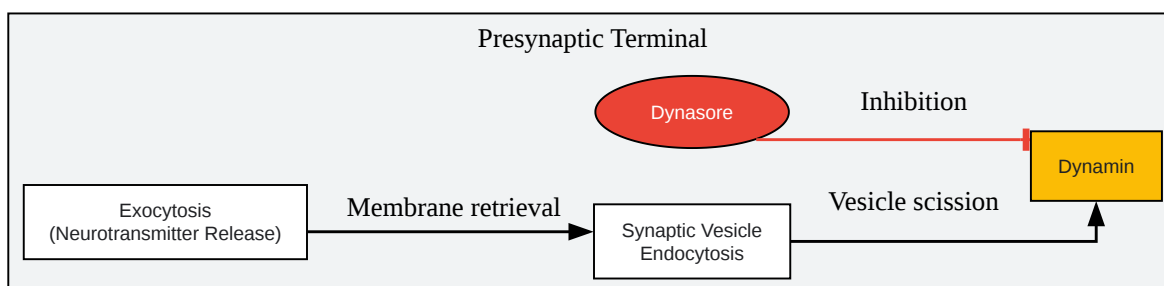 Presynaptic Terminal
Dynasore
Inhibition
Dynamin
Exocytosis
(Neurotransmitter Release)
Membrane retrieval
Synaptic Vesicle
Endocytosis
Vesicle scission